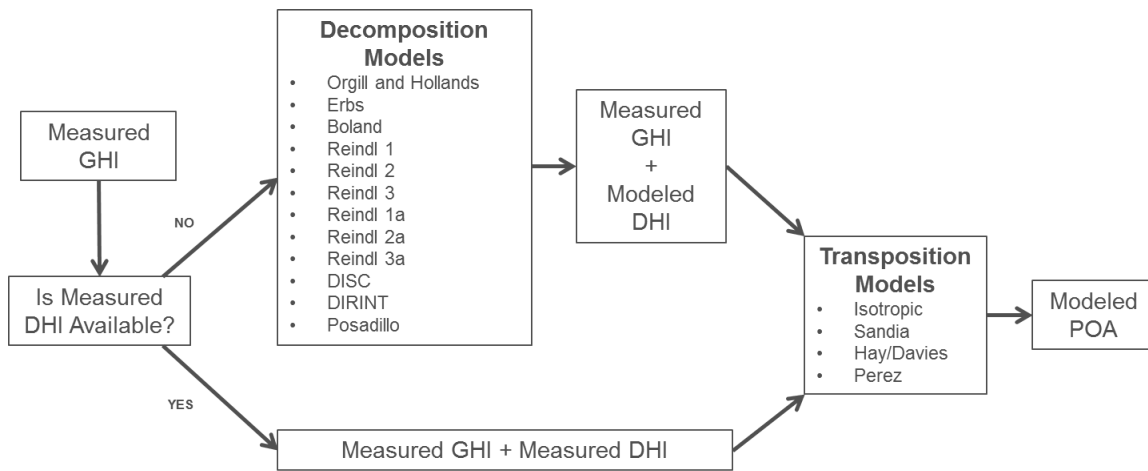 Measured
GHI
Is Measured
DHI Available?
NO
YES
Decomposition
Models
• Orgill and Hollands
• Erbs
• Boland
• Reindl 1
• Reindl 2
• Reindl 3
• Reindl 1a
• Reindl 2a
• Reindl 3a
• DISC
• DIRINT
• Posadillo
Measured
GHI
+
Modeled
DHI
Measured GHI + Measured DHI
Transposition
Models
• Isotropic
• Sandia
• Hay/Davies
• Perez
Modeled
POA